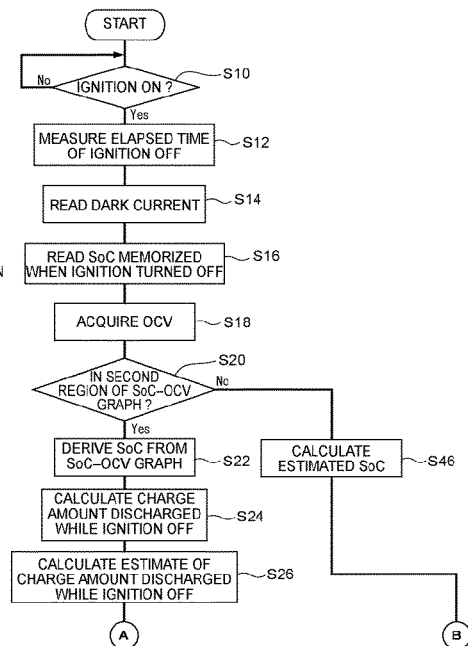 START
No
IGNITION ON ?
S10
Yes
MEASURE ELAPSED TIME
OF IGNITION OFF
S12
READ DARK CURRENT
S14
N
READ SoC MEMORIZED
WHEN IGNITION TURNED OFF
S16
ACQUIRE OCV
S18
IN SECOND
REGION OF SoC-OCV
GRAPH ?
S20
No
Yes
DERIVE SoC FROM
SoC-OCV GRAPH
S22
CALCULATE
ESTIMATED SoC
S46
CALCULATE CHARGE
AMOUNT DISCHARGED
WHILE IGNITION OFF
S24
CALCULATE ESTIMATE OF
CHARGE AMOUNT DISCHARGED
WHILE IGNITION OFF
S26
A
B